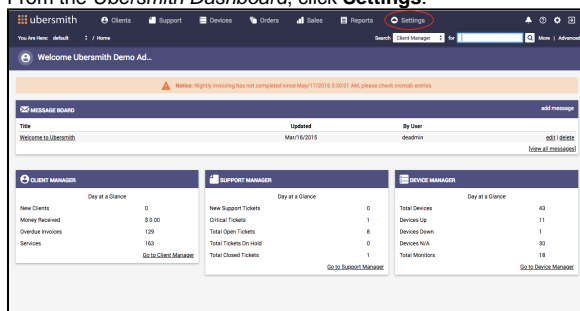 From the Ubersmith Dashboard, click Settings.
ubersmith Clients Support Devices Orders Sales Reports Settings
You Are Here: default / Home Search Client Manager for More | Advanced
Welcome Ubersmith Demo Ad...
Notice: Nightly invoicing has not completed since May/17/2016 3:30:01 AM, please check crontab entries.
MESSAGE BOARD add message
Title Updated By User
Welcome to Ubersmith Mar/16/2015 deadmin edit | delete
[view all messages]
CLIENT MANAGER SUPPORT MANAGER DEVICE MANAGER
Day at a Glance Day at a Glance Day at a Glance
New Clients 0 New Support Tickets 0 Total Devices 43
Money Received $ 0.00 Critical Tickets 1 Devices Up 11
Overdue Invoices 129 Total Open Tickets 8 Devices Down 1
Services 163 Total Tickets On Hold 0 Devices N/A 30
Go to Client Manager Total Closed Tickets 1 Total Monitors 18
Go to Support Manager Go to Device Manager